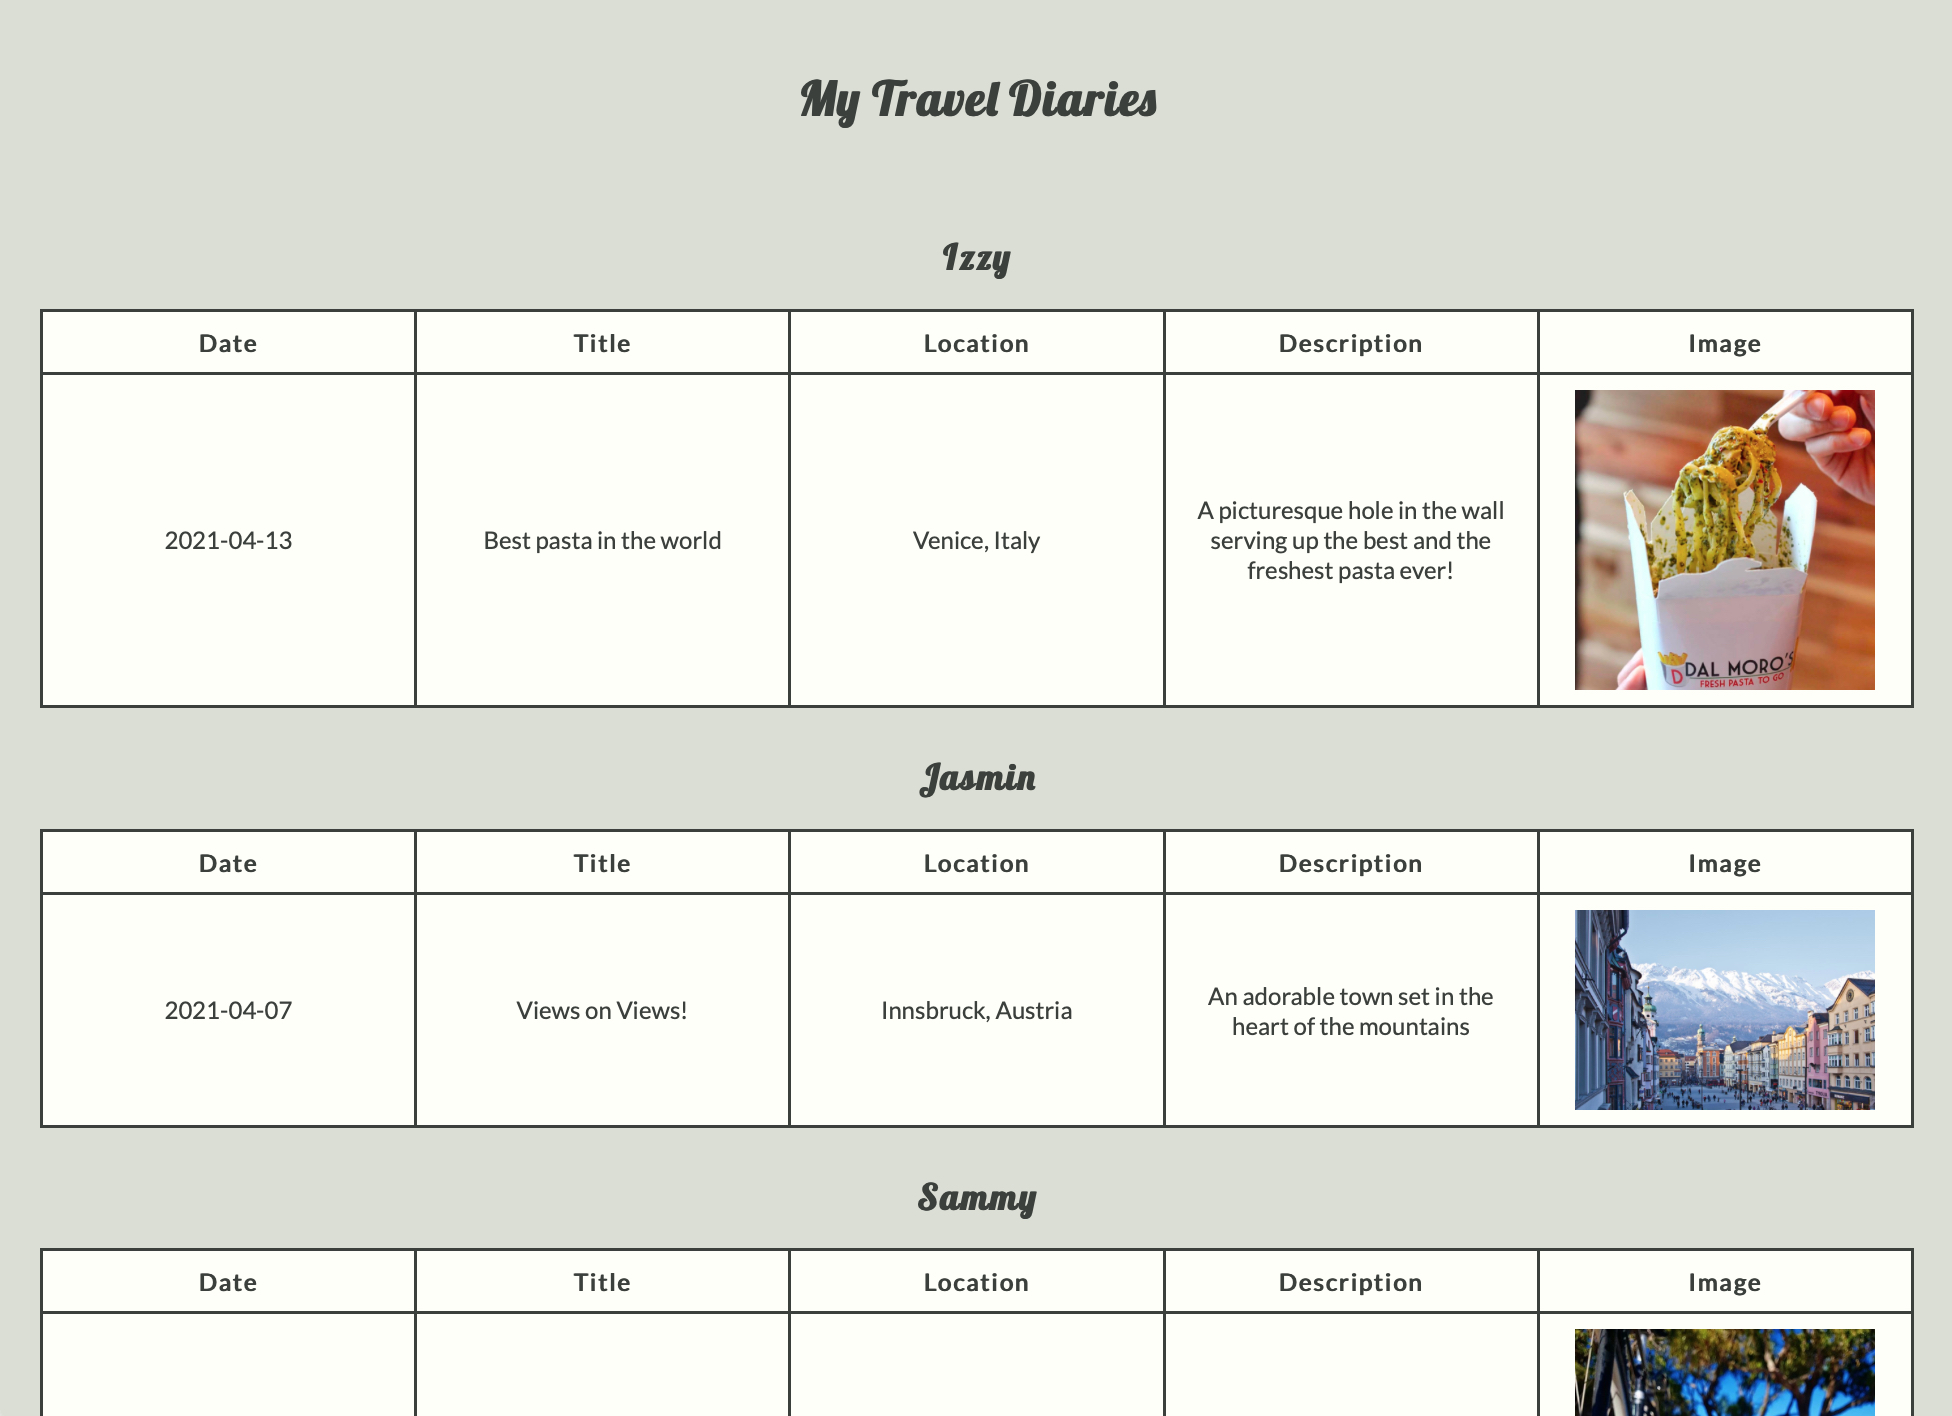 My Travel Diaries
Izzy
Date Title Location Description Image
2021-04-13 Best pasta in the world Venice, Italy A picturesque hole in the wall
serving up the best and the
freshest pasta ever!
D DAL MORO'S
FRESH PASTA TO GO
Jasmin
Date Title Location Description Image
2021-04-07 Views on Views! Innsbruck, Austria An adorable town set in the
heart of the mountains
Sammy
Date Title Location Description Image